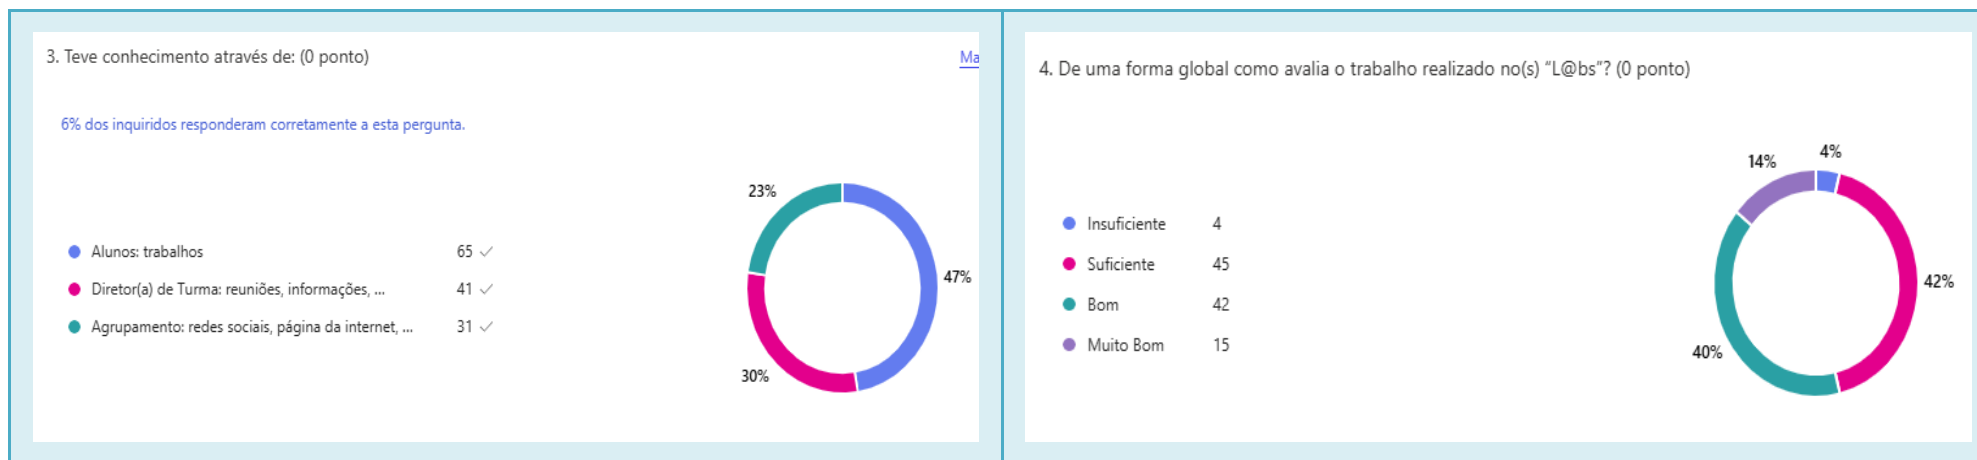 3. Teve conhecimento através de: (0 ponto)
Ma
6% dos inquiridos responderam corretamente a esta pergunta.
Alunos: trabalhos 65 ✓
Diretor(a) de Turma: reuniões, informações, ... 41 ✓
Agrupamento: redes sociais, página da internet, ... 31 ✓
23%
47%
30%
4. De uma forma global como avalia o trabalho realizado no(s) “L@bs”? (0 ponto)
Insuficiente 4
Suficiente 45
Bom 42
Muito Bom 15
4%
14%
42%
40%